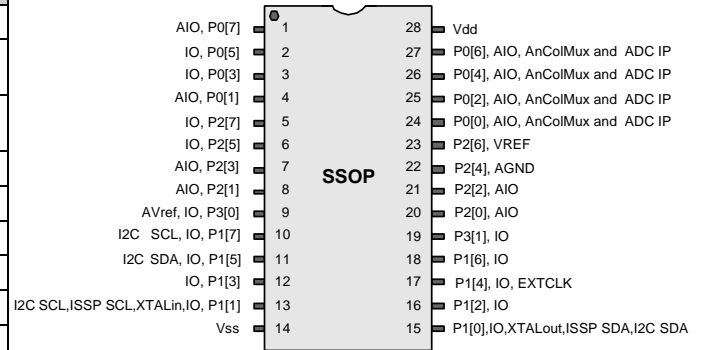 AIO, P0[7] 1 28 Vdd
IO, P0[5] 2 27 P0[6], AIO, AnColMux and ADC IP
IO, P0[3] 3 26 P0[4], AIO, AnColMux and ADC IP
AIO, P0[1] 4 25 P0[2], AIO, AnColMux and ADC IP
IO, P2[7] 5 24 P0[0], AIO, AnColMux and ADC IP
IO, P2[5] 6 23 P2[6], VREF
AIO, P2[3] 7 SSOP 22 P2[4], AGND
AIO, P2[1] 8 21 P2[2], AIO
AVref, IO, P3[0] 9 20 P2[0], AIO
I2C SCL, IO, P1[7] 10 19 P3[1], IO
I2C SDA, IO, P1[5] 11 18 P1[6], IO
IO, P1[3] 12 17 P1[4], IO, EXTCLK
I2C SCL,ISSP SCL,XTALin,IO, P1[1] 13 16 P1[2], IO
Vss 14 15 P1[0],IO,XTALout,ISSP SDA,I2C SDA